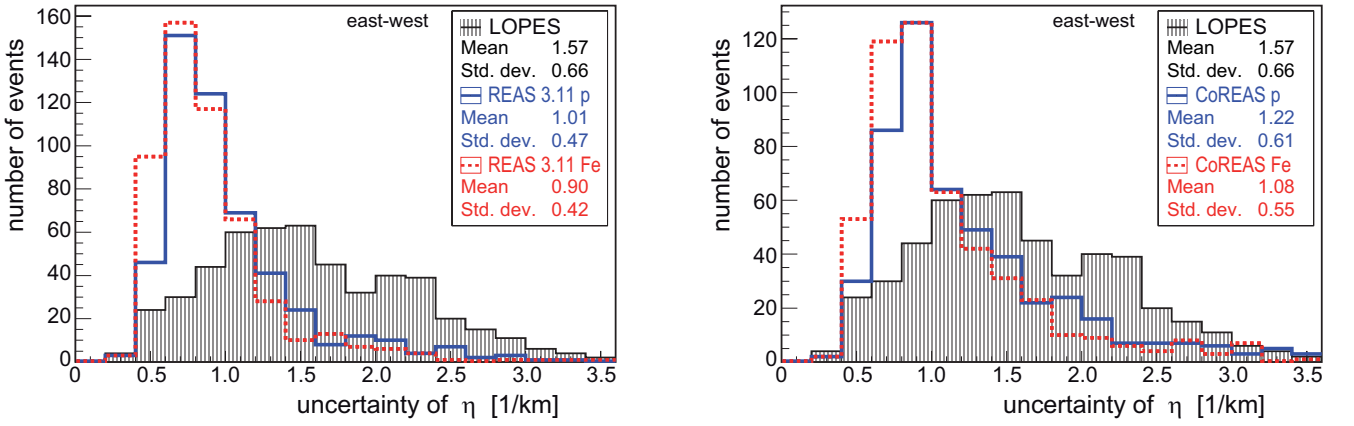 160
140
120
100
80
60
40
20
0
number of events
east-west
LOPES
Mean 1.57
Std. dev. 0.66
REAS 3.11 p
Mean 1.01
Std. dev. 0.47
REAS 3.11 Fe
Mean 0.90
Std. dev. 0.42
0 0.5 1.0 1.5 2.0 2.5 3.0 3.5
uncertainty of η [1/km]
120
100
80
60
40
20
0
number of events
east-west
LOPES
Mean 1.57
Std. dev. 0.66
CoREAS p
Mean 1.22
Std. dev. 0.61
CoREAS Fe
Mean 1.08
Std. dev. 0.55
0 0.5 1.0 1.5 2.0 2.5 3.0 3.5
uncertainty of η [1/km]